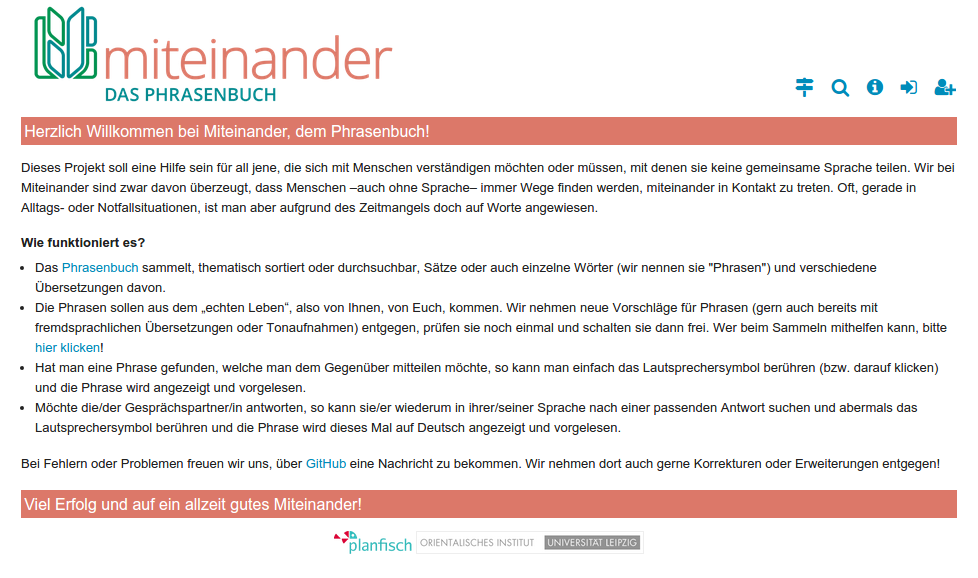 miteinander
DAS PHRASENBUCH
Herzlich Willkommen bei Miteinander, dem Phrasenbuch!
Dieses Projekt soll eine Hilfe sein für all jene, die sich mit Menschen verständigen möchten oder müssen, mit denen sie keine gemeinsame Sprache teilen. Wir bei
Miteinander sind zwar davon überzeugt, dass Menschen –auch ohne Sprache– immer Wege finden werden, miteinander in Kontakt zu treten. Oft, gerade in
Alltags- oder Notfallsituationen, ist man aber aufgrund des Zeitmangels doch auf Worte angewiesen.
Wie funktioniert es?
• Das Phrasenbuch sammelt, thematisch sortiert oder durchsuchbar, Sätze oder auch einzelne Wörter (wir nennen sie "Phrasen") und verschiedene
Übersetzungen davon.
• Die Phrasen sollen aus dem „echten Leben“, also von Ihnen, von Euch, kommen. Wir nehmen neue Vorschläge für Phrasen (gern auch bereits mit
fremdsprachlichen Übersetzungen oder Tonaufnahmen) entgegen, prüfen sie noch einmal und schalten sie dann frei. Wer beim Sammeln mithelfen kann, bitte
hier klicken!
• Hat man eine Phrase gefunden, welche man dem Gegenüber mitteilen möchte, so kann man einfach das Lautsprechersymbol berühren (bzw. darauf klicken)
und die Phrase wird angezeigt und vorgelesen.
• Möchte die/der Gesprächspartner/in antworten, so kann sie/er wiederum in ihrer/seiner Sprache nach einer passenden Antwort suchen und abermals das
Lautsprechersymbol berühren und die Phrase wird dieses Mal auf Deutsch angezeigt und vorgelesen.
Bei Fehlern oder Problemen freuen wir uns, über GitHub eine Nachricht zu bekommen. Wir nehmen dort auch gerne Korrekturen oder Erweiterungen entgegen!
Viel Erfolg und auf ein allzeit gutes Miteinander!
planfisch ORIENTALISCHES INSTITUT UNIVERSITÄT LEIPZIG